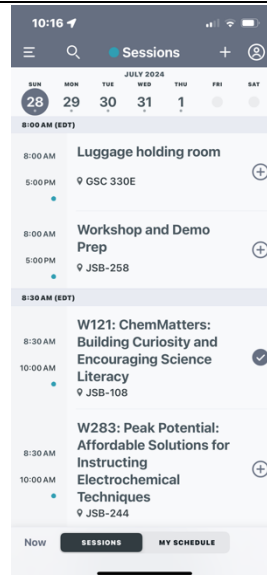 10:16
Sessions
JULY 2024
SUN MON TUE WED THU FRI SAT
28 29 30 31 1
8:00 AM (EDT)
8:00 AM
5:00 PM
Luggage holding room
GSC 330E
8:00 AM
5:00 PM
Workshop and Demo
Prep
JSB-258
8:30 AM (EDT)
8:30 AM
10:00 AM
W121: ChemMatters:
Building Curiosity and
Encouraging Science
Literacy
JSB-108
8:30 AM
10:00 AM
W283: Peak Potential:
Affordable Solutions for
Instructing
Electrochemical
Techniques
JSB-244
Now
SESSIONS
MY SCHEDULE